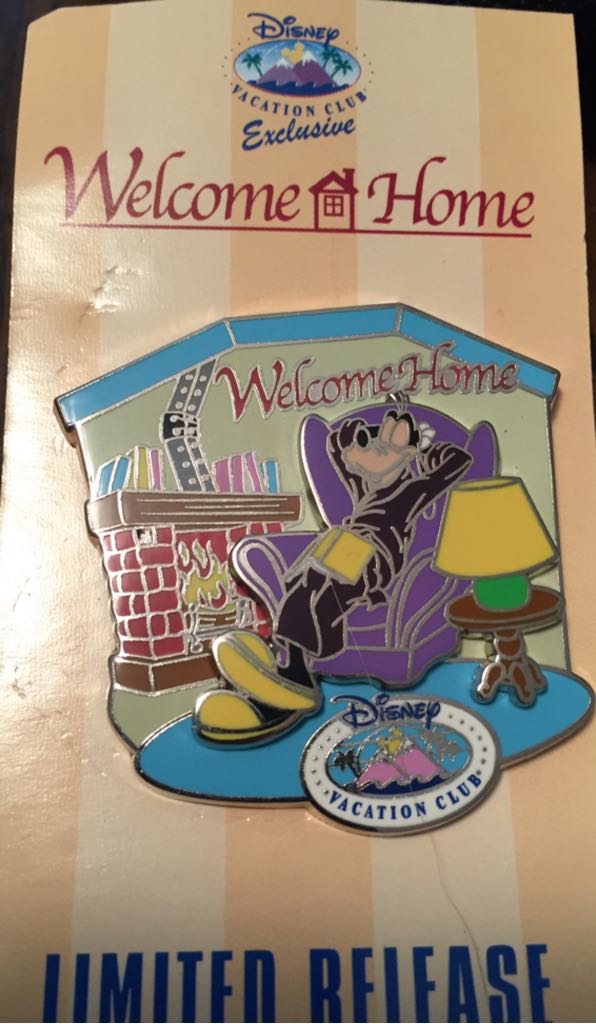 Disney
VACATION CLUB
Exclusive
Welcome Home
Welcome Home
Disney
VACATION CLUB
LIMITED RELEASE